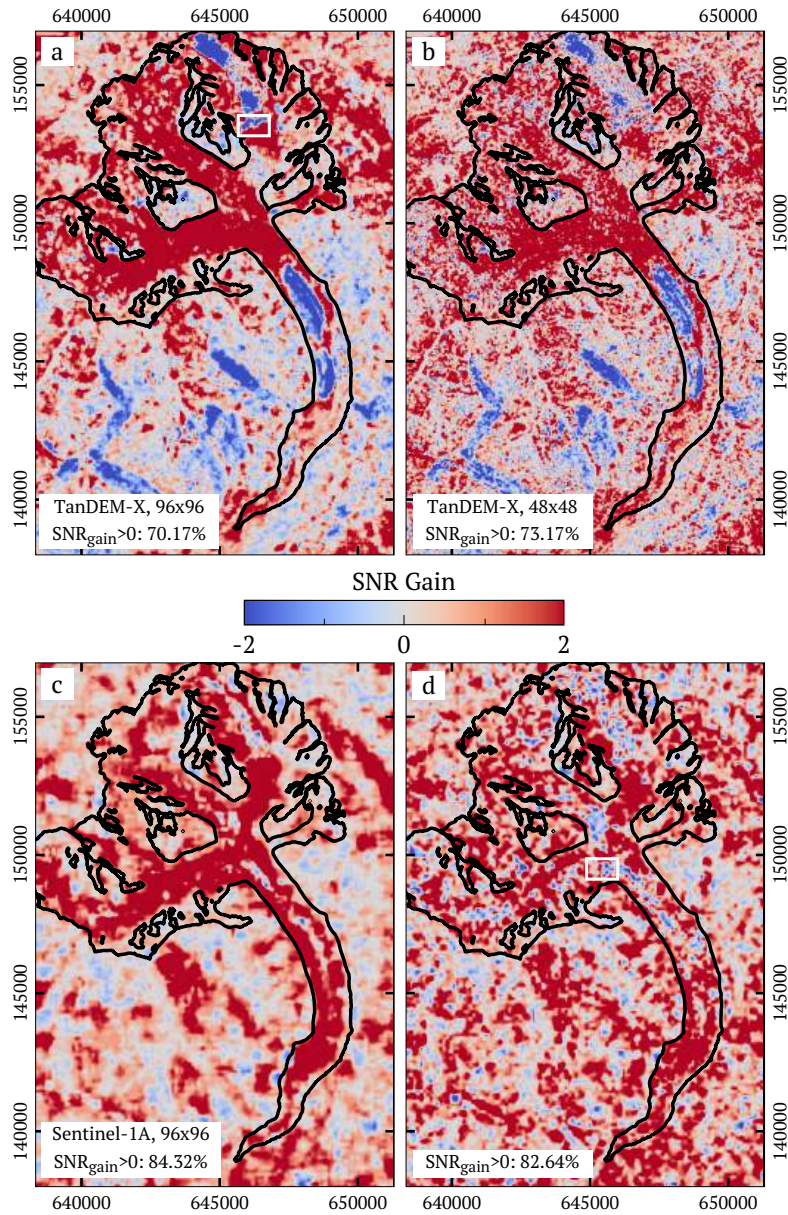 640000 645000 650000 640000 645000 650000
a
b
155000
150000
145000
140000
155000
150000
145000
140000
TanDEM-X, 96x96
SNRgain>0: 70.17%
TanDEM-X, 48x48
SNRgain>0: 73.17%
SNR Gain
-2 0 2
c
d
155000
150000
145000
140000
155000
150000
145000
140000
Sentinel-1A, 96x96
SNRgain>0: 84.32%
SNRgain>0: 82.64%
640000 645000 650000 640000 645000 650000